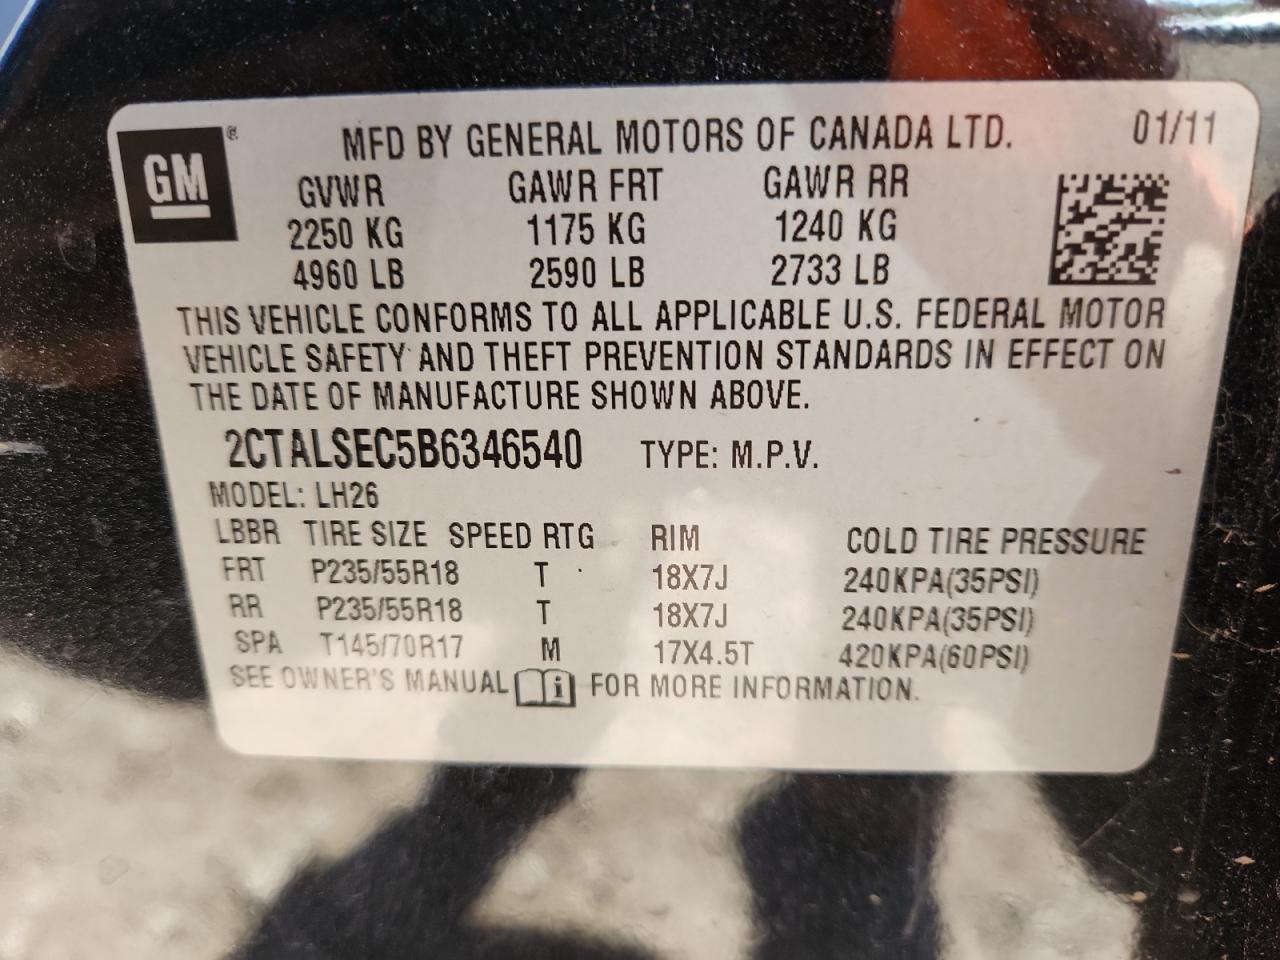 GM ® MFD BY GENERAL MOTORS OF CANADA LTD. 01/11
GVWR GAWR FRT GAWR RR
2250 KG 1175 KG 1240 KG
4960 LB 2590 LB 2733 LB
THIS VEHICLE CONFORMS TO ALL APPLICABLE U.S. FEDERAL MOTOR
VEHICLE SAFETY AND THEFT PREVENTION STANDARDS IN EFFECT ON
THE DATE OF MANUFACTURE SHOWN ABOVE.
2CTALSEC5B6346540 TYPE: M.P.V.
MODEL: LH26
LBBR TIRE SIZE SPEED RTG RIM COLD TIRE PRESSURE
FRT P235/55R18 T 18X7J 240KPA(35PSI)
RR P235/55R18 T 18X7J 240KPA(35PSI)
SPA T145/70R17 M 17X4.5T 420KPA(60PSI)
SEE OWNER'S MANUAL i FOR MORE INFORMATION.